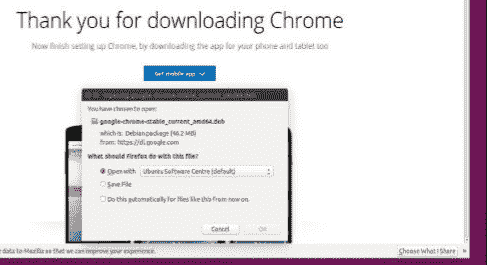 Thank you for downloading Chrome
Now finish setting up Chrome, by downloading the app for your phone and tablet too
Get mobile app
You have chosen to open:
google-chrome-stable_current_amd64.deb
which is: Debian package (46.2 MB)
from: https://dl.google.com
What should Firefox do with this file?
Open with Ubuntu Software Centre (default)
Save File
Do this automatically for files like this from now on.
Cancel OK
data to Mozilla so that we can improve your experience. Choose What I Share